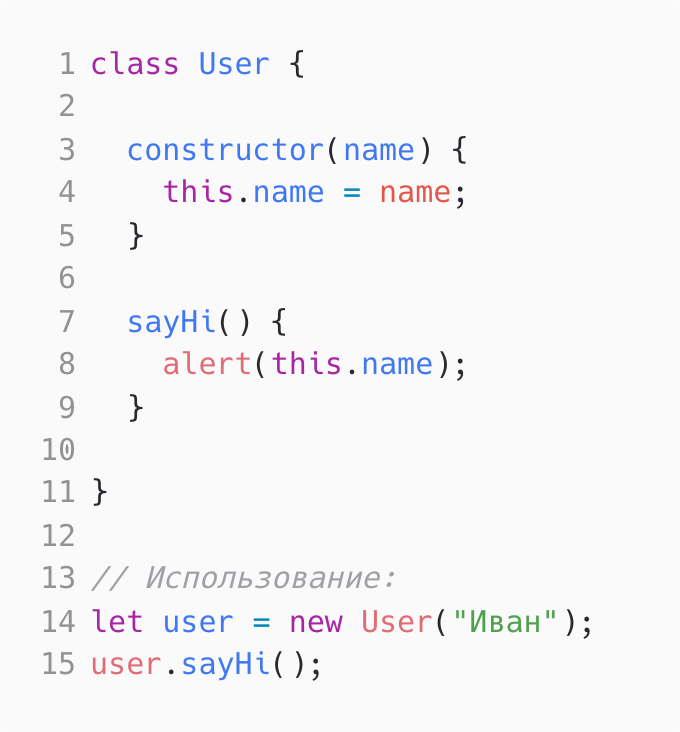 1 class User {
2
3   constructor(name) {
4     this.name = name;
5   }
6
7   sayHi() {
8     alert(this.name);
9   }
10
11 }
12
13 // Использование:
14 let user = new User("Иван");
15 user.sayHi();